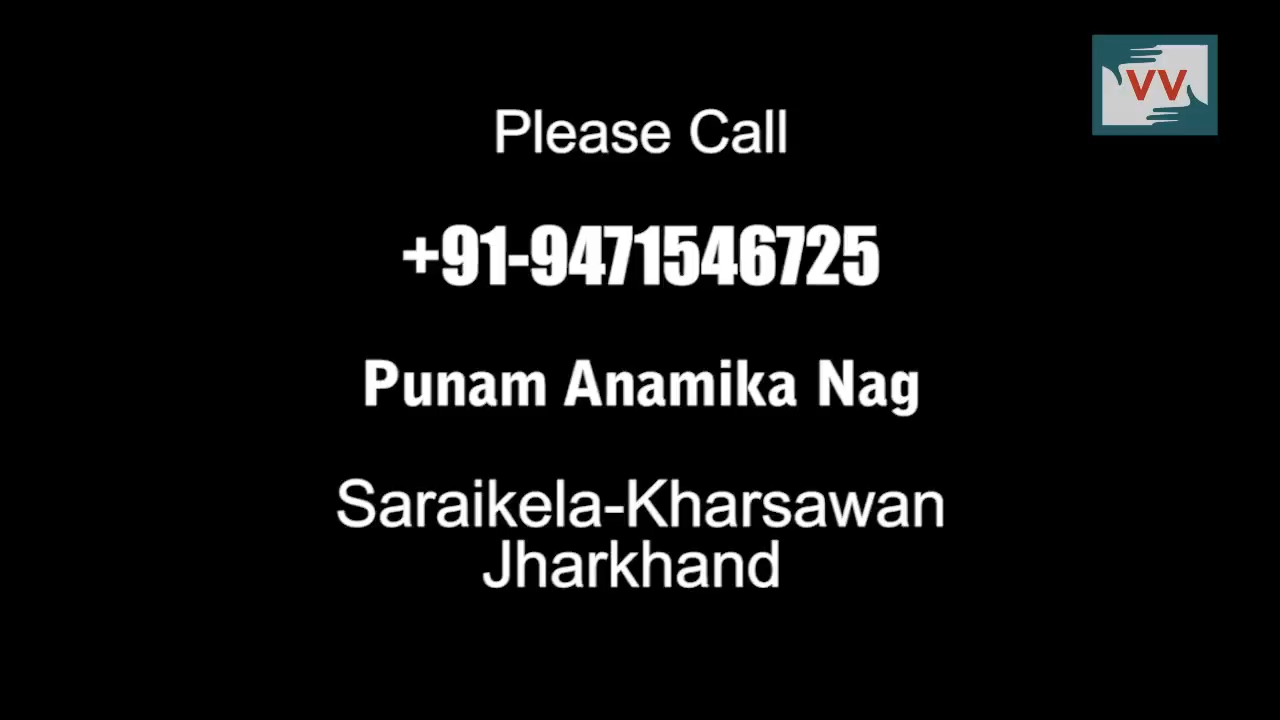 VV
Please Call
+91-9471546725
Punam Anamika Nag
Saraikela-Kharsawan
Jharkhand